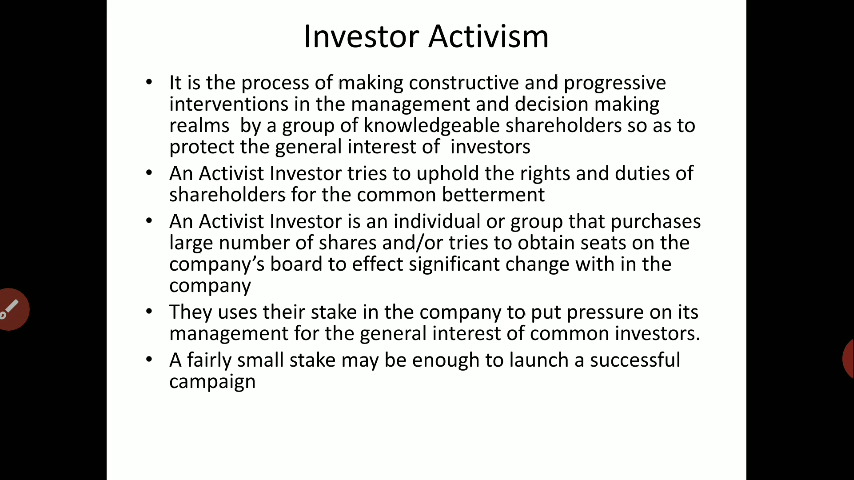 Investor Activism
• It is the process of making constructive and progressive
interventions in the management and decision making
realms by a group of knowledgeable shareholders so as to
protect the general interest of investors
• An Activist Investor tries to uphold the rights and duties of
shareholders for the common betterment
• An Activist Investor is an individual or group that purchases
large number of shares and/or tries to obtain seats on the
company’s board to effect significant change with in the
company
• They uses their stake in the company to put pressure on its
management for the general interest of common investors.
• A fairly small stake may be enough to launch a successful
campaign